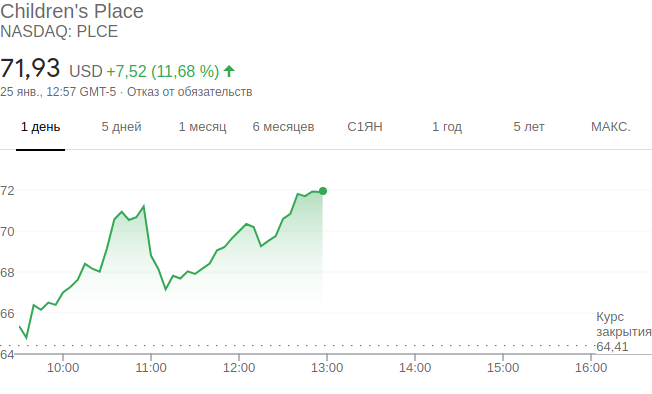 Children's Place
NASDAQ: PLCE
71,93 USD +7,52 (11,68 %)
25 янв., 12:57 GMT-5 · Отказ от обязательств
1 день 5 дней 1 месяц 6 месяцев С1ЯН 1 год 5 лет МАКС.
72
70
68
66
Курс
закрытия
64,41
64
10:00 11:00 12:00 13:00 14:00 15:00 16:00